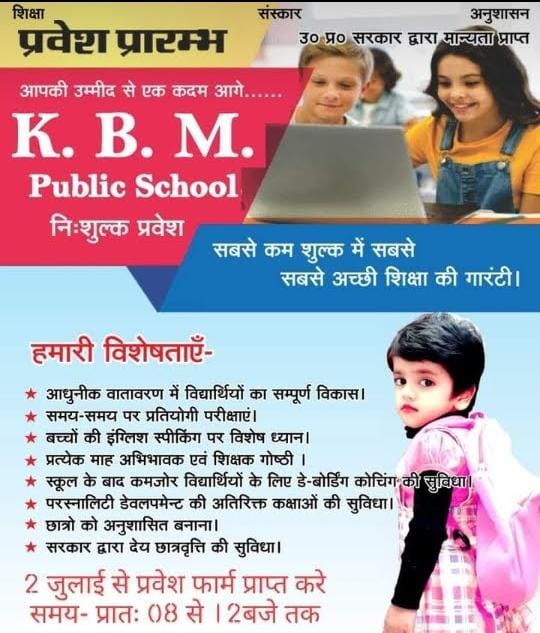 शिक्षा संस्कार अनुशासन
प्रवेश प्रारम्भ
उ० प्र० सरकार द्वारा मान्यता प्राप्त
आपकी उम्मीद से एक कदम आगे......
K. B. M.
Public School
निःशुल्क प्रवेश
सबसे कम शुल्क में सबसे
सबसे अच्छी शिक्षा की गारंटी।
हमारी विशेषताएँ-
★ आधुनीक वातावरण में विद्यार्थियों का सम्पूर्ण विकास।
★ समय-समय पर प्रतियोगी परीक्षाएं।
★ बच्चों की इंग्लिश स्पीकिंग पर विशेष ध्यान।
★ प्रत्येक माह अभिभावक एवं शिक्षक गोष्ठी ।
★ स्कूल के बाद कमजोर विद्यार्थियों के लिए डे-बोर्डिंग कोचिंग की सुविधा।
★ परस्नालिटी डेवलपमेन्ट की अतिरिक्त कक्षाओं की सुविधा।
★ छात्रो को अनुशासित बनाना।
★ सरकार द्वारा देय छात्रवृत्ति की सुविधा।
2 जुलाई से प्रवेश फार्म प्राप्त करे
समय- प्रातः 08 से 12बजे तक